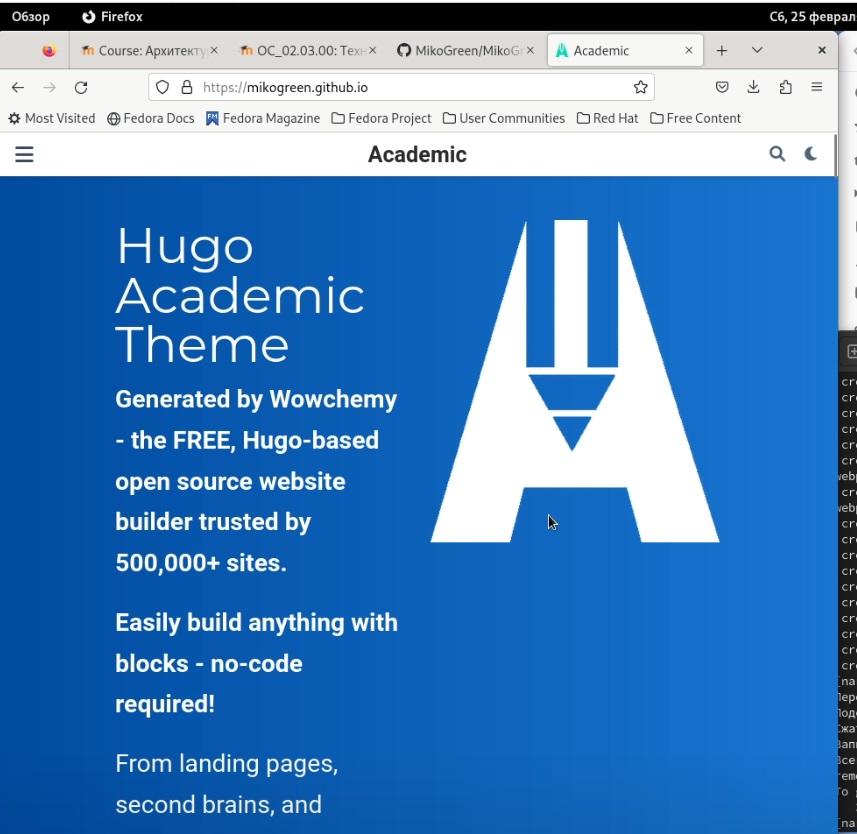 Обзор Firefox Сб, 25 феврал
Course: Архитекту ОС_02.03.00: Техн MikoGreen/MikoG Academic
https://mikogreen.github.io
Most Visited Fedora Docs Fedora Magazine Fedora Project User Communities Red Hat Free Content
Academic
Hugo
Academic
Theme
Generated by Wowchemy
- the FREE, Hugo-based
open source website
builder trusted by
500,000+ sites.
Easily build anything with
blocks - no-code
required!
From landing pages,
second brains, and